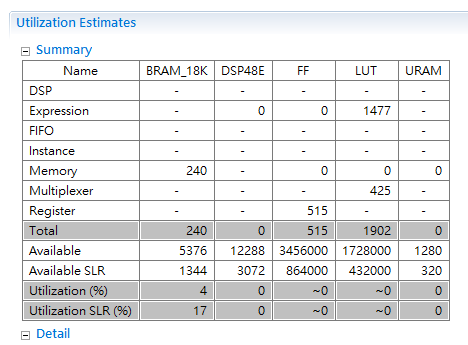 Utilization Estimates
Summary
Name BRAM_18K DSP48E FF LUT URAM
DSP - - - - -
Expression - 0 0 1477 -
FIFO - - - - -
Instance - - - - -
Memory 240 - 0 0 0
Multiplexer - - - 425 -
Register - - 515 - -
Total 240 0 515 1902 0
Available 5376 12288 3456000 1728000 1280
Available SLR 1344 3072 864000 432000 320
Utilization (%) 4 0 ~0 ~0 0
Utilization SLR (%) 17 0 ~0 ~0 0
Detail